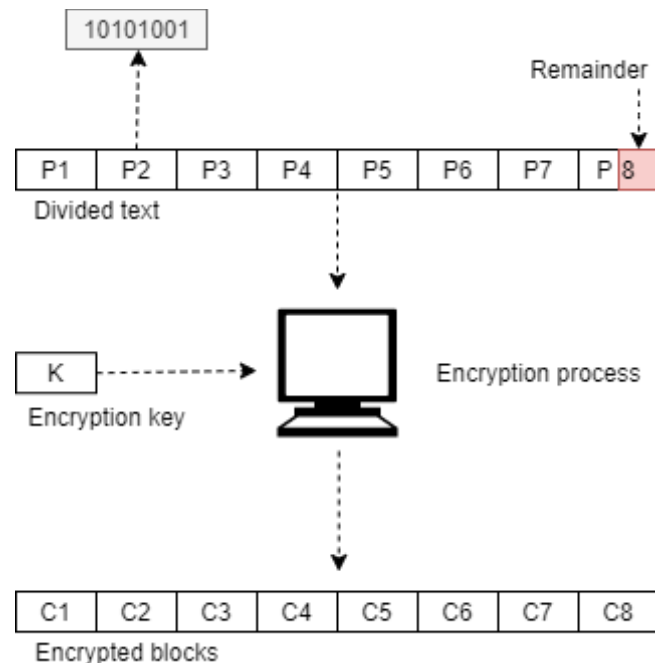 10101001
Remainder
P1 P2 P3 P4 P5 P6 P7 P 8
Divided text
K
Encryption process
Encryption key
C1 C2 C3 C4 C5 C6 C7 C8
Encrypted blocks